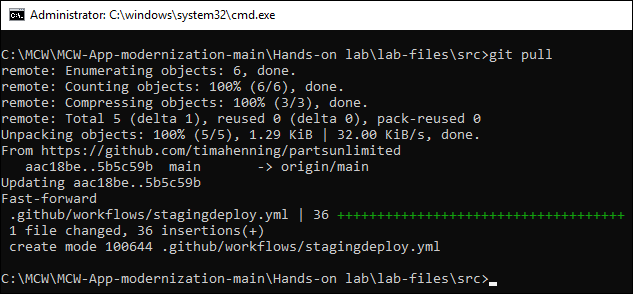 Administrator: C:\windows\system32\cmd.exe
C:\MCW\MCW-App-modernization-main\Hands-on lab\lab-files\src>git pull
remote: Enumerating objects: 6, done.
remote: Counting objects: 100% (6/6), done.
remote: Compressing objects: 100% (3/3), done.
remote: Total 5 (delta 1), reused 0 (delta 0), pack-reused 0
Unpacking objects: 100% (5/5), 1.29 KiB | 32.00 KiB/s, done.
From https://github.com/timahenning/partsunlimited
   aac18be..5b5c59b  main       -> origin/main
Updating aac18be..5b5c59b
Fast-forward
 .github/workflows/stagingdeploy.yml | 36 ++++++++++++++++++++++++++++++++++++
 1 file changed, 36 insertions(+)
 create mode 100644 .github/workflows/stagingdeploy.yml
C:\MCW\MCW-App-modernization-main\Hands-on lab\lab-files\src>